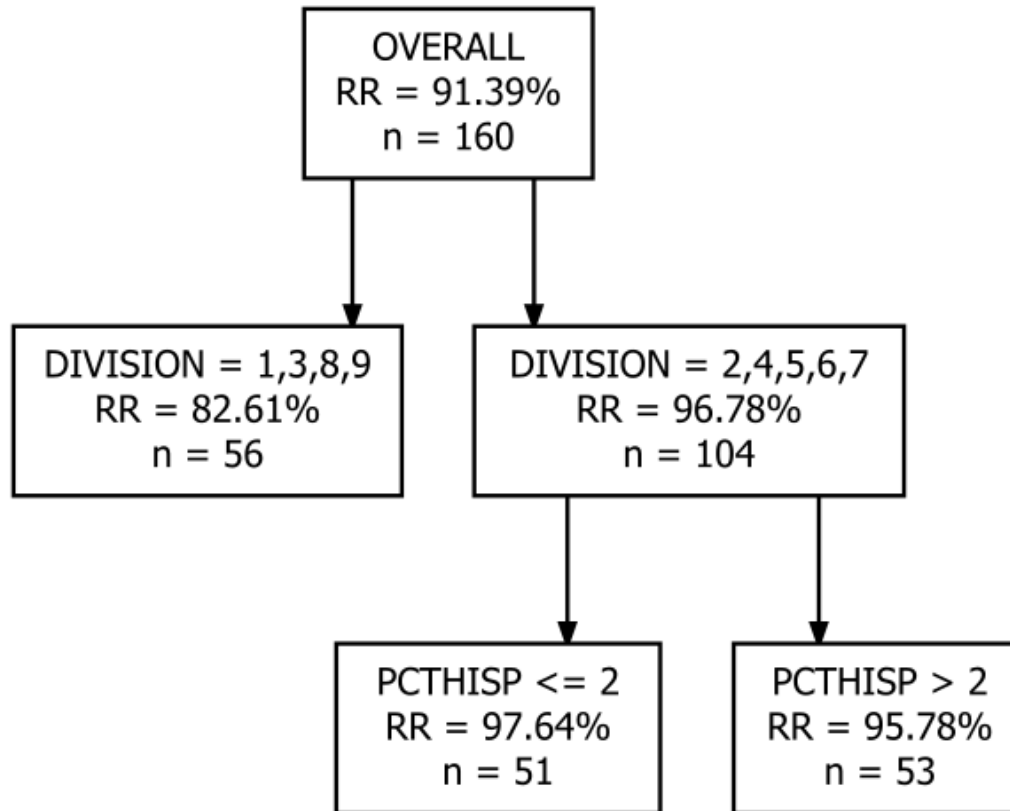 OVERALL
RR = 91.39%
n = 160
DIVISION = 1,3,8,9
RR = 82.61%
n = 56
DIVISION = 2,4,5,6,7
RR = 96.78%
n = 104
PCTHISP <= 2
RR = 97.64%
n = 51
PCTHISP > 2
RR = 95.78%
n = 53